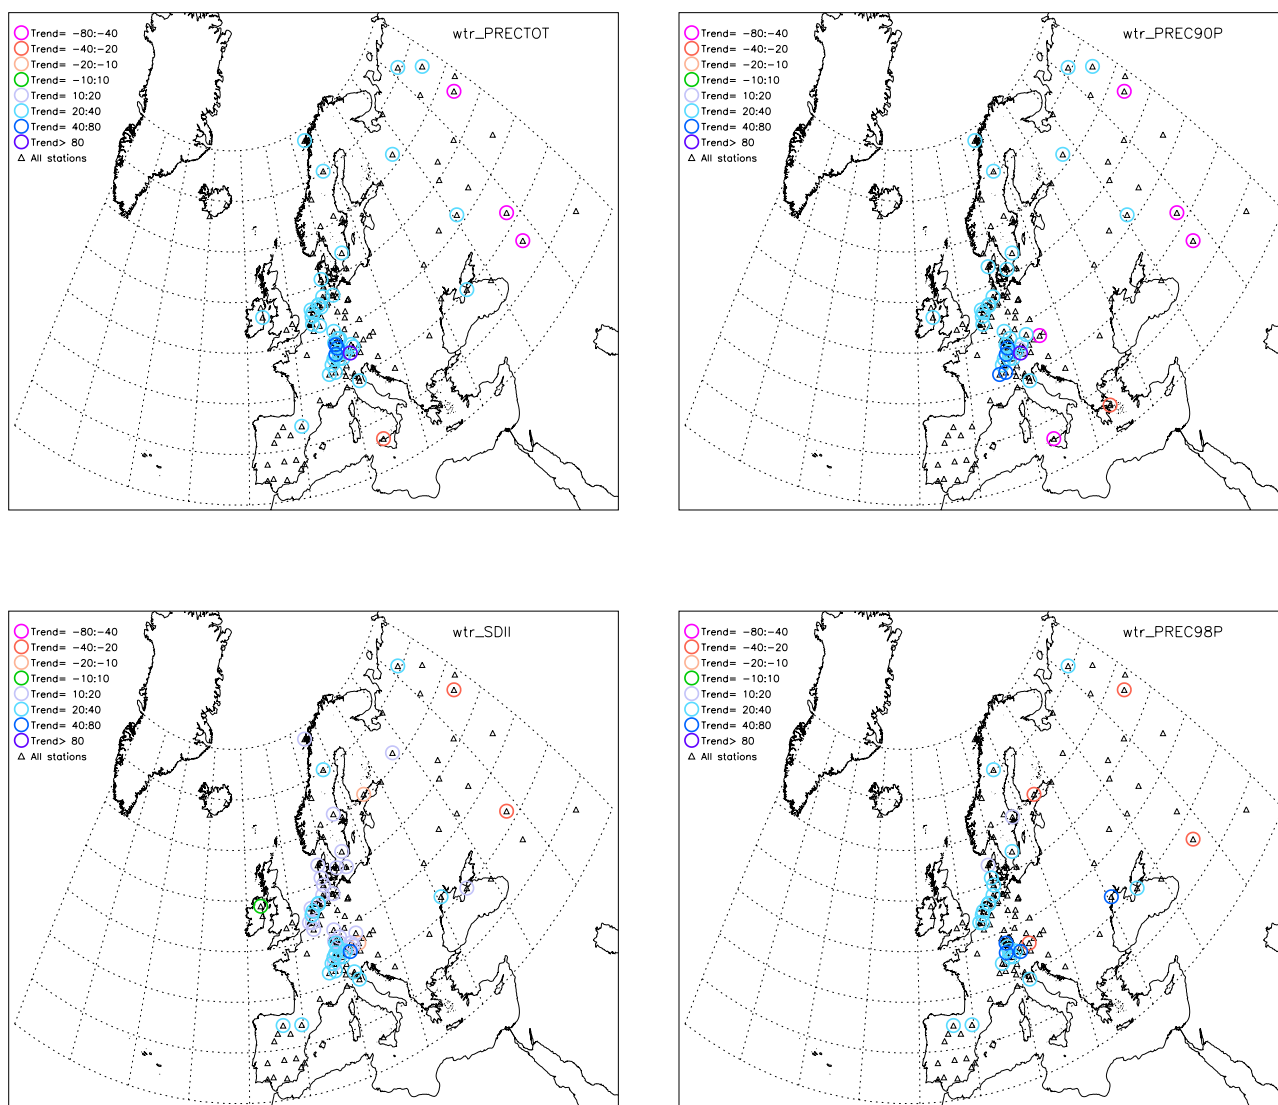 wtr_PRECTOT
Trend= -80:-40
Trend= -40:-20
Trend= -20:-10
Trend= -10:10
Trend= 10:20
Trend= 20:40
Trend= 40:80
Trend> 80
All stations
wtr_PREC90P
Trend= -80:-40
Trend= -40:-20
Trend= -20:-10
Trend= -10:10
Trend= 10:20
Trend= 20:40
Trend= 40:80
Trend> 80
All stations
wtr_SDII
Trend= -80:-40
Trend= -40:-20
Trend= -20:-10
Trend= -10:10
Trend= 10:20
Trend= 20:40
Trend= 40:80
Trend> 80
All stations
wtr_PREC98P
Trend= -80:-40
Trend= -40:-20
Trend= -20:-10
Trend= -10:10
Trend= 10:20
Trend= 20:40
Trend= 40:80
Trend> 80
All stations